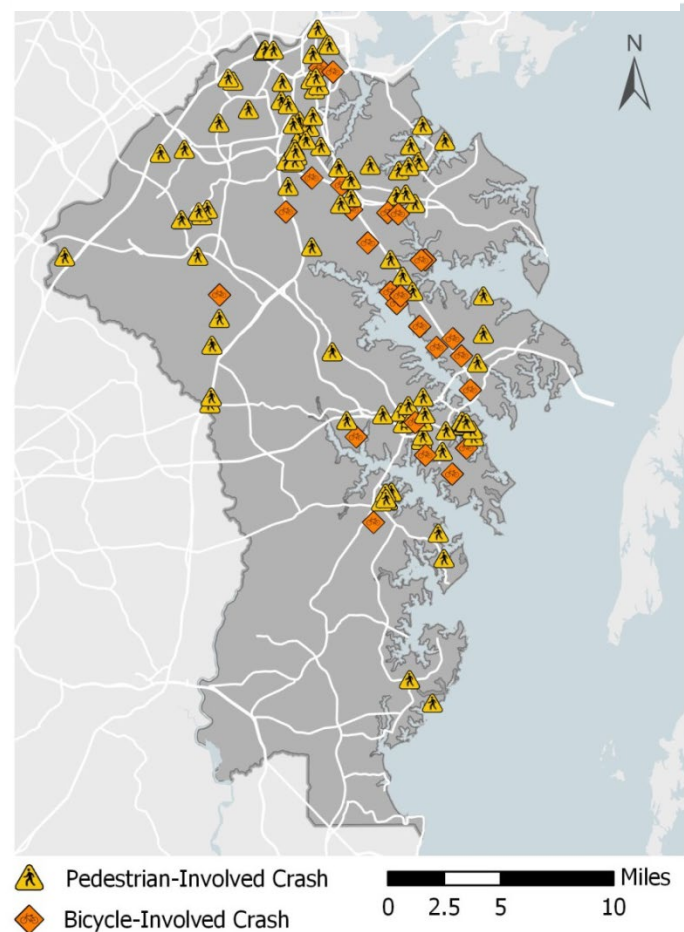 N
Pedestrian-Involved Crash
Miles
0 2.5 5 10
Bicycle-Involved Crash